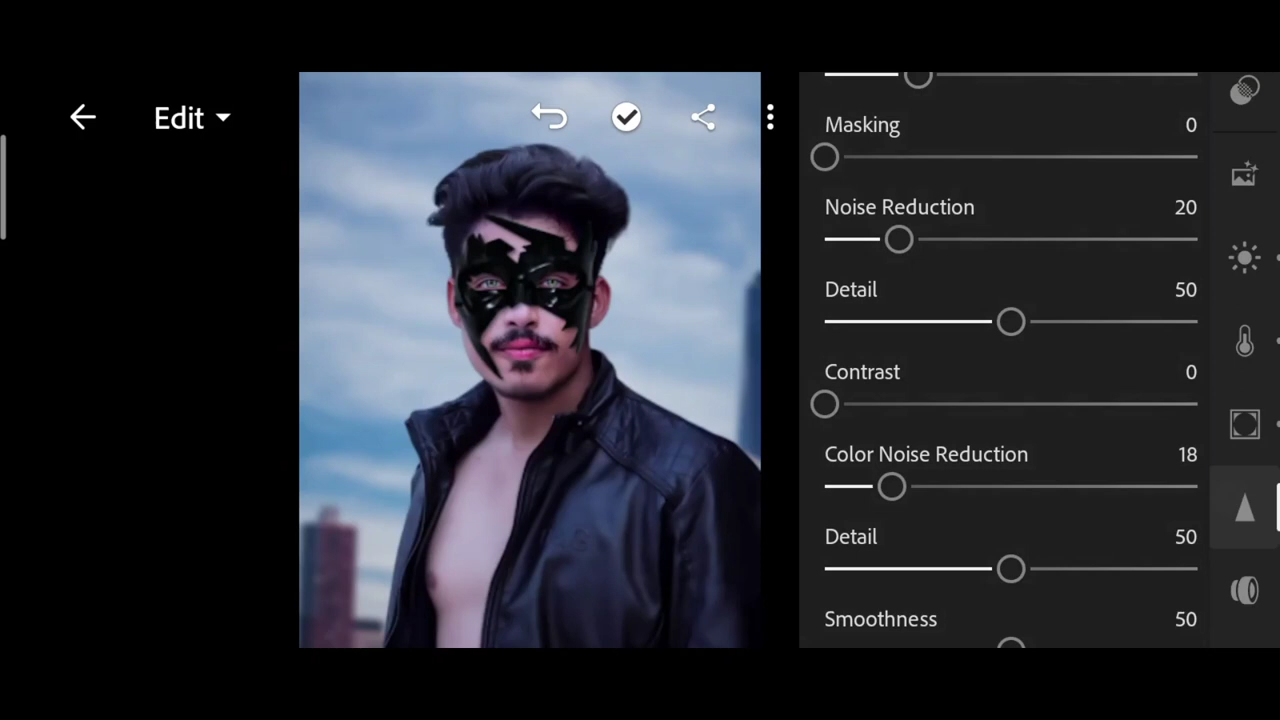 Edit
Masking 0
Noise Reduction 20
Detail 50
Contrast 0
Color Noise Reduction 18
Detail 50
Smoothness 50